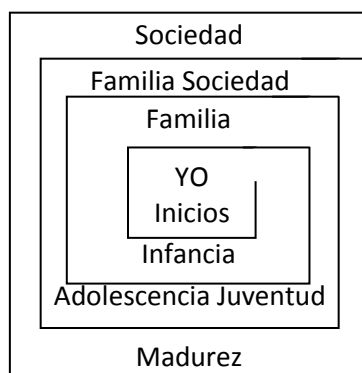 Sociedad
Familia Sociedad
Familia
YO
Inicios
Infancia
Adolescencia Juventud
Madurez